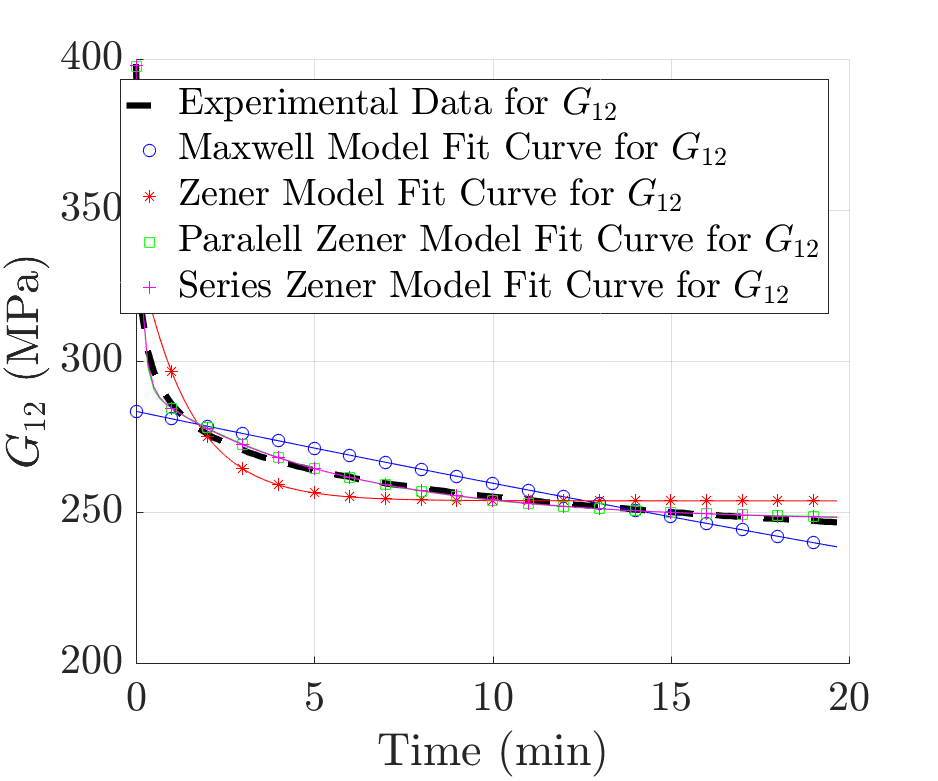 400
Experimental Data for G12
Maxwell Model Fit Curve for G12
350
Zener Model Fit Curve for G12
Paralell Zener Model Fit Curve for G12
Series Zener Model Fit Curve for G12
G12 (MPa)
300
250
200
0 5 10 15 20
Time (min)